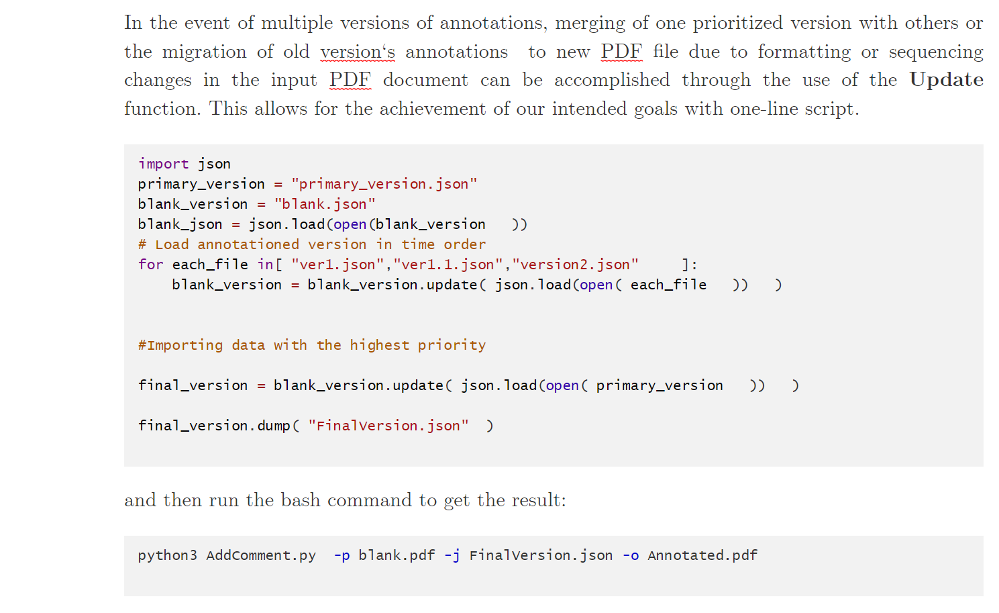 In the event of multiple versions of annotations, merging of one prioritized version with others or
the migration of old version‘s annotations to new PDF file due to formatting or sequencing
changes in the input PDF document can be accomplished through the use of the Update
function. This allows for the achievement of our intended goals with one-line script.
import json
primary_version = "primary_version.json"
blank_version = "blank.json"
blank_json = json.load(open(blank_version   ))
# Load annotationed version in time order
for each_file in[ "ver1.json","ver1.1.json","version2.json"     ]:
    blank_version = blank_version.update( json.load(open( each_file   ))   )
#Importing data with the highest priority
final_version = blank_version.update( json.load(open( primary_version   ))   )
final_version.dump( "FinalVersion.json"  )
and then run the bash command to get the result:
python3 AddComment.py  -p blank.pdf -j FinalVersion.json -o Annotated.pdf